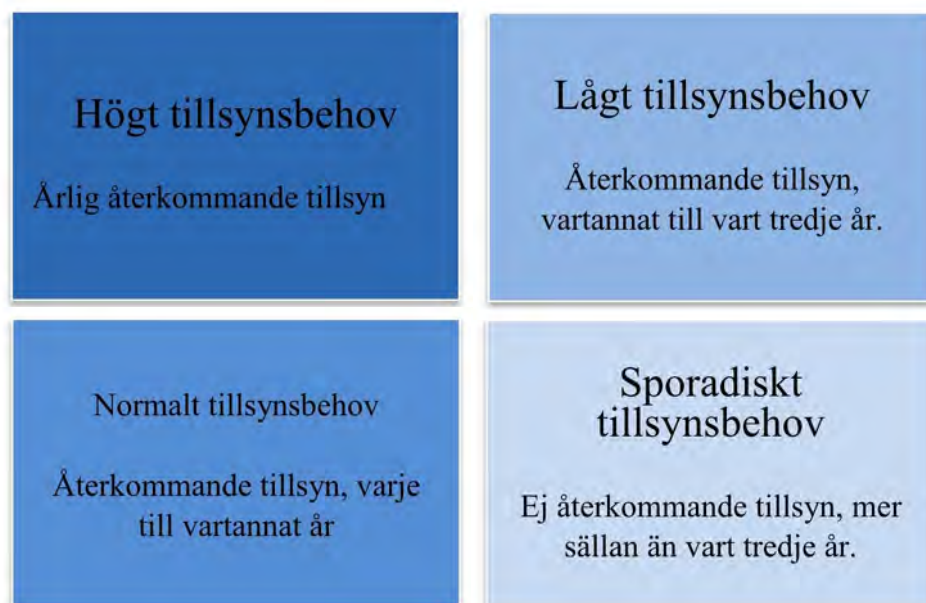 Högt tillsynsbehov
Årlig återkommande tillsyn
Lågt tillsynsbehov
Återkommande tillsyn,
vartannat till vart tredje år.
Normalt tillsynsbehov
Återkommande tillsyn, varje
till vartannat år
Sporadiskt
tillsynsbehov
Ej återkommande tillsyn, mer
sällan än vart tredje år.